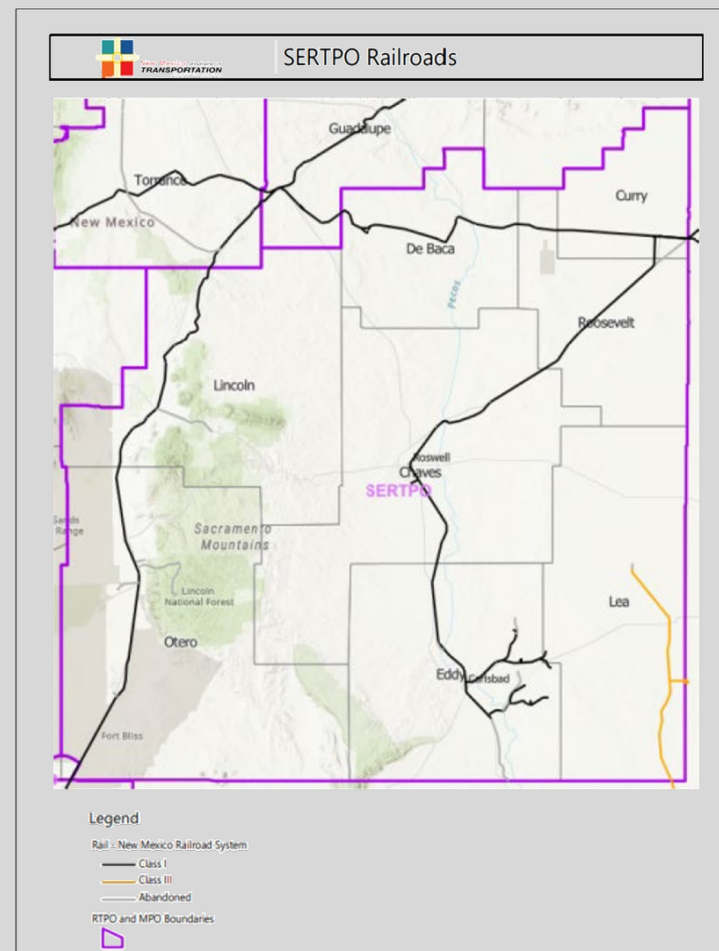 TRANSPORTATION
SERTPO Railroads
Guadalupe
Torrance
Curry
New Mexico
De Baca
Pecos
Roosevelt
Lincoln
Roswell
Chaves
SERTPO
Sands
Range
Sacramento
Mountains
Lincoln
National Forest
Lea
Otero
Eddy
Carlsbad
Fort Bliss
Legend
Rail - New Mexico Railroad System
Class I
Class III
Abandoned
RTPO and MPO Boundaries